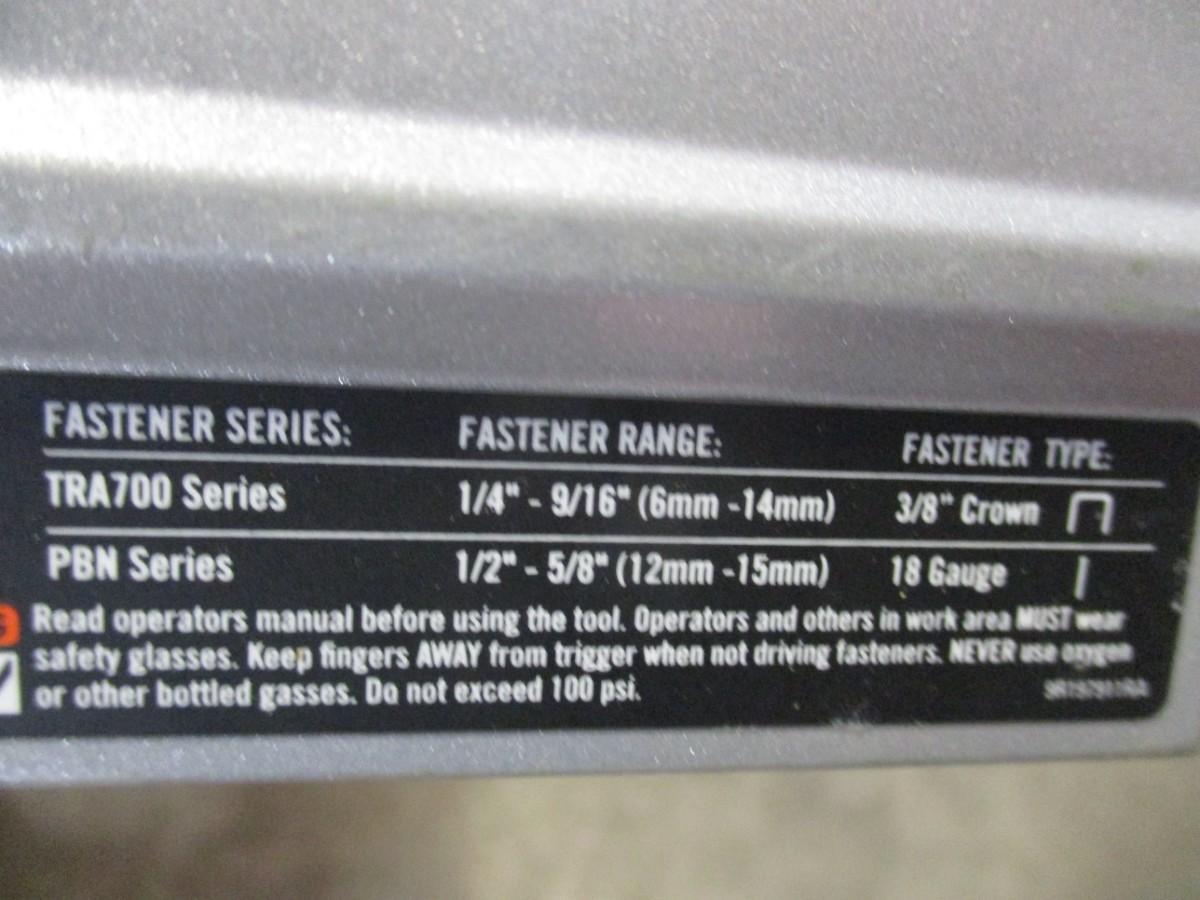 FASTENER SERIES: FASTENER RANGE: FASTENER TYPE:
TRA700 Series 1/4" - 9/16" (6mm -14mm) 3/8" Crown
PBN Series 1/2" - 5/8" (12mm -15mm) 18 Gauge
Read operators manual before using the tool. Operators and others in work area MUST wear
safety glasses. Keep fingers AWAY from trigger when not driving fasteners. NEVER use oxygen
or other bottled gasses. Do not exceed 100 psi.